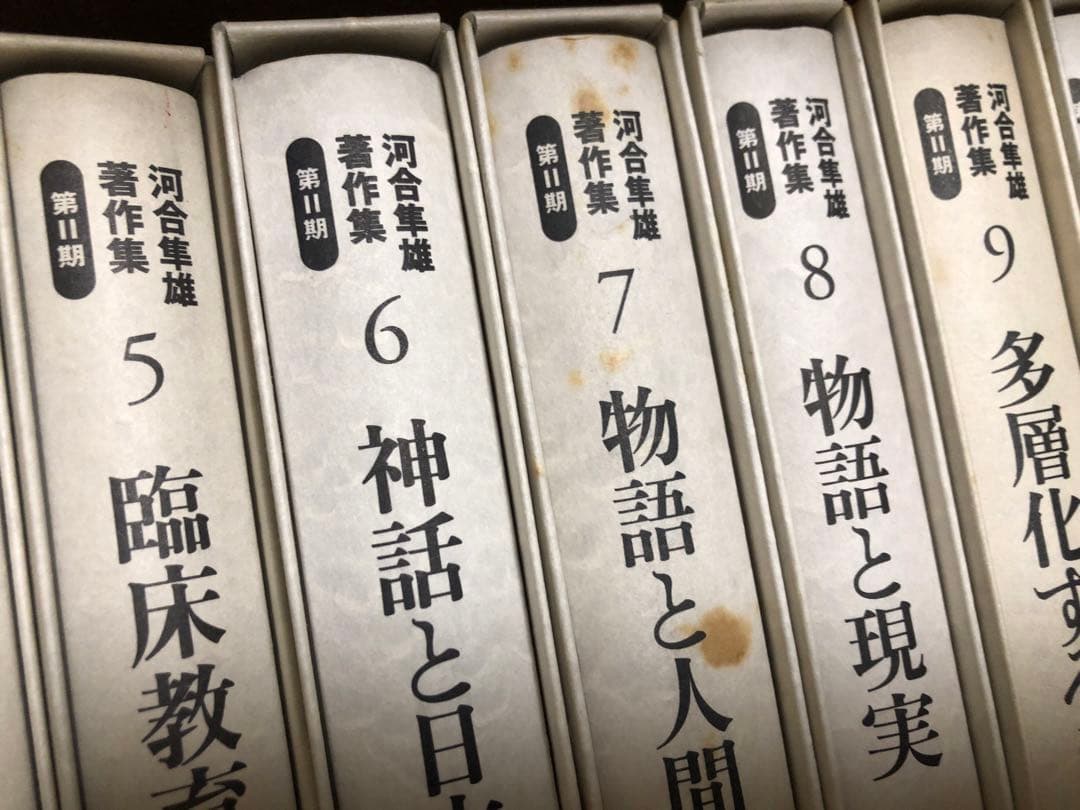 河合隼雄
著作集
第II期
5
臨床教育
河合隼雄
著作集
第II期
6
神話と日本
河合隼雄
著作集
第II期
7
物語と人間
河合隼雄
著作集
第II期
8
物語と現実
河合隼雄
著作集
第II期
9
多層化する